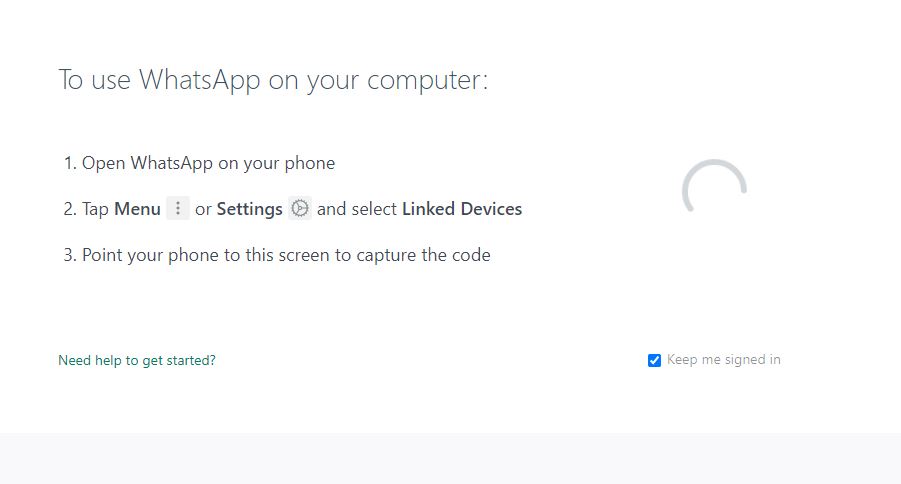 To use WhatsApp on your computer:
1. Open WhatsApp on your phone
2. Tap Menu or Settings and select Linked Devices
3. Point your phone to this screen to capture the code
Need help to get started?
Keep me signed in